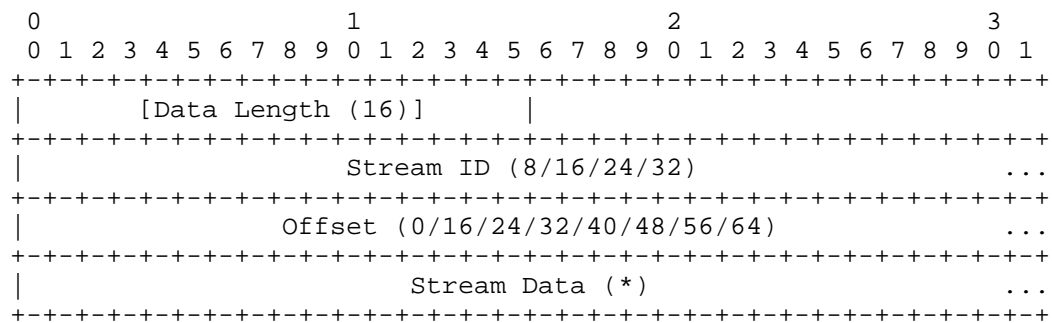 0                   1                   2                   3
 0 1 2 3 4 5 6 7 8 9 0 1 2 3 4 5 6 7 8 9 0 1 2 3 4 5 6 7 8 9 0 1
+-+-+-+-+-+-+-+-+-+-+-+-+-+-+-+-+-+-+-+-+-+-+-+-+-+-+-+-+-+-+-+-+
|       [Data Length (16)]      |
+-+-+-+-+-+-+-+-+-+-+-+-+-+-+-+-+-+-+-+-+-+-+-+-+-+-+-+-+-+-+-+-+
|                    Stream ID (8/16/24/32)                   ...
+-+-+-+-+-+-+-+-+-+-+-+-+-+-+-+-+-+-+-+-+-+-+-+-+-+-+-+-+-+-+-+-+
|                Offset (0/16/24/32/40/48/56/64)              ...
+-+-+-+-+-+-+-+-+-+-+-+-+-+-+-+-+-+-+-+-+-+-+-+-+-+-+-+-+-+-+-+-+
|                        Stream Data (*)                      ...
+-+-+-+-+-+-+-+-+-+-+-+-+-+-+-+-+-+-+-+-+-+-+-+-+-+-+-+-+-+-+-+-+